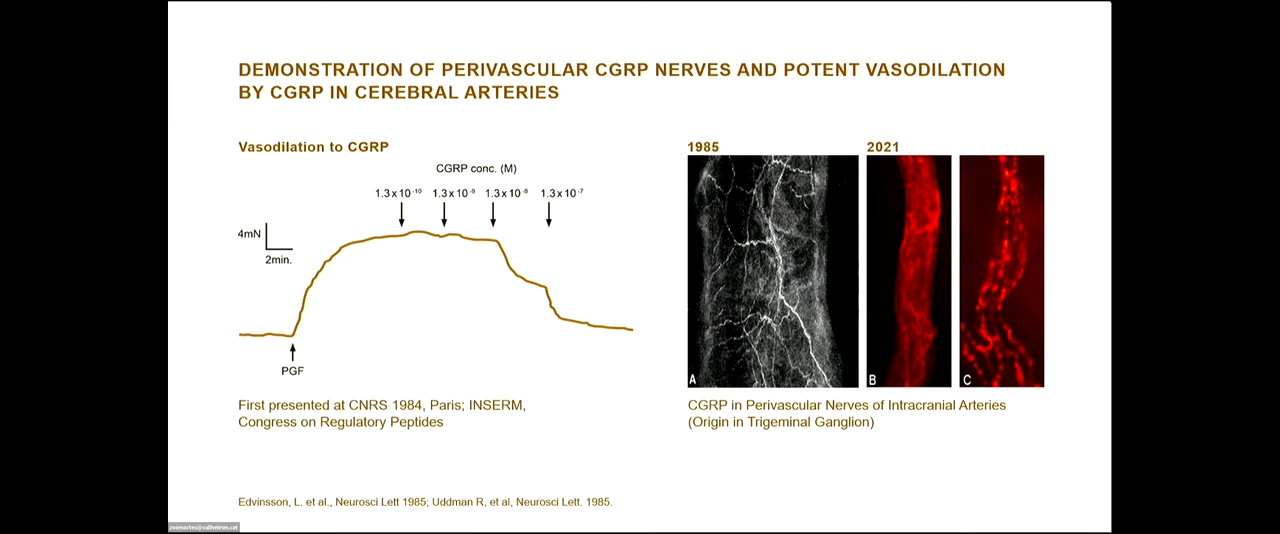 DEMONSTRATION OF PERIVASCULAR CGRP NERVES AND POTENT VASODILATION
BY CGRP IN CEREBRAL ARTERIES
Vasodilation to CGRP
CGRP conc. (M)
1.3 x 10⁻¹⁰ 1.3 x 10⁻⁹ 1.3 x 10⁻⁸ 1.3 x 10⁻⁷
4mN
2min.
PGF
First presented at CNRS 1984, Paris; INSERM,
Congress on Regulatory Peptides
1985 2021
A B C
CGRP in Perivascular Nerves of Intracranial Arteries
(Origin in Trigeminal Ganglion)
Edvinsson, L. et al., Neurosci Lett 1985; Uddman R, et al, Neurosci Lett. 1985.
zoomactes@vallhebron.cat